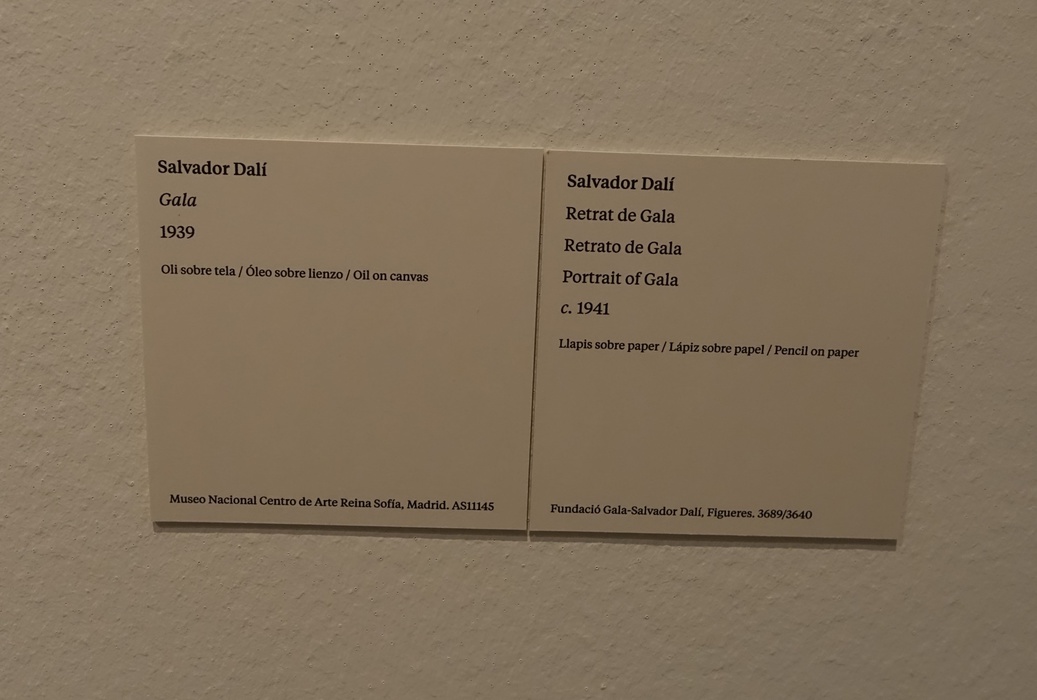 Salvador Dalí
Gala
1939
Oli sobre tela / Óleo sobre lienzo / Oil on canvas
Museo Nacional Centro de Arte Reina Sofía, Madrid. AS11145
Salvador Dalí
Retrat de Gala
Retrato de Gala
Portrait of Gala
c. 1941
Llapis sobre paper / Lápiz sobre papel / Pencil on paper
Fundació Gala-Salvador Dalí, Figueres. 3689/3640